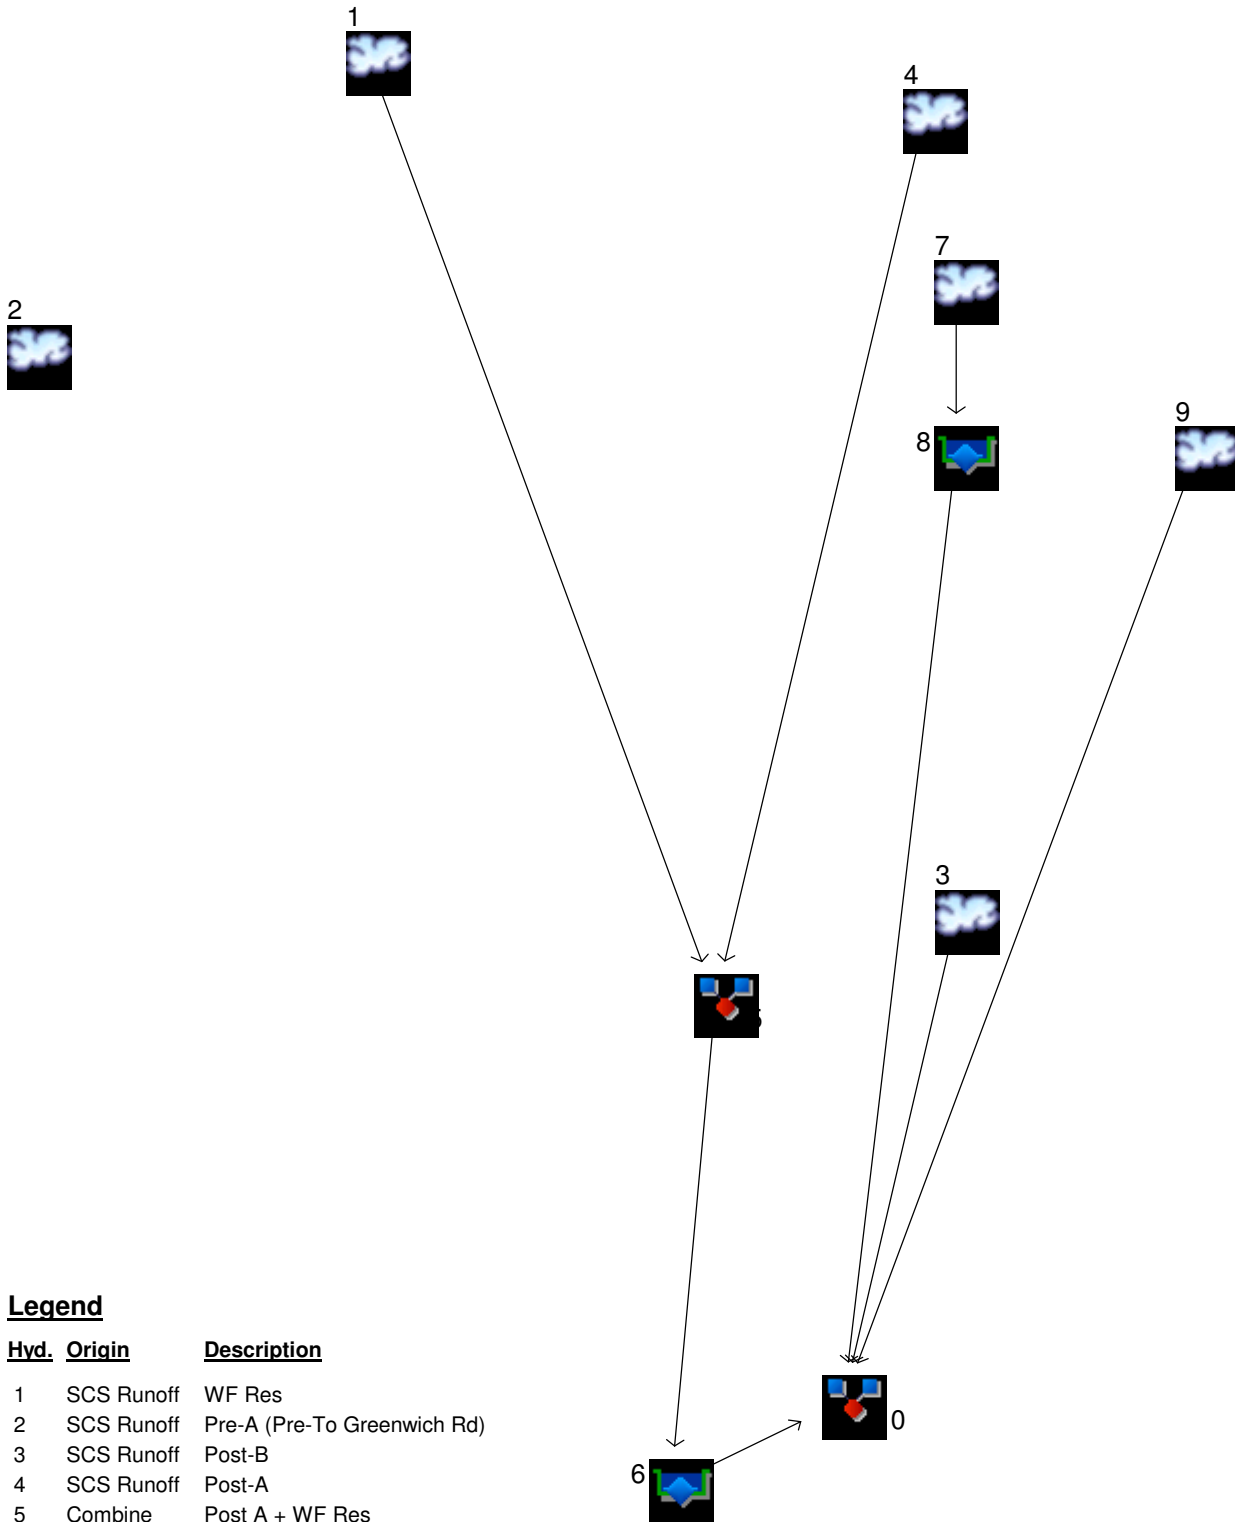 1
4
7
2
9
8
3
0
6
Legend
Hyd. Origin Description
1 SCS Runoff WF Res
2 SCS Runoff Pre-A (Pre-To Greenwich Rd)
3 SCS Runoff Post-B
4 SCS Runoff Post-A
5 Combine Post A + WF Res